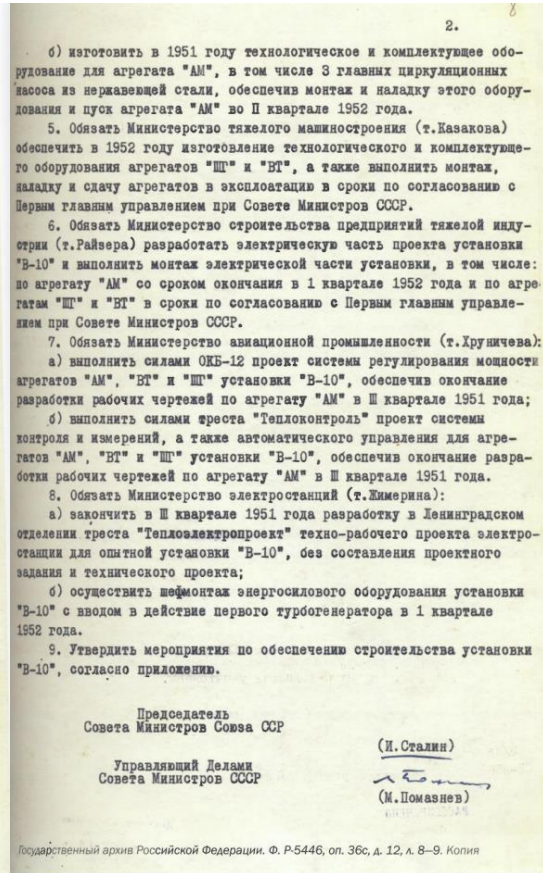 8
2.
б) изготовить в 1951 году технологическое и комплектующее обо-
рудование для агрегата "АМ", в том числе 3 главных циркуляционных
насоса из нержавеющей стали, обеспечив монтаж и наладку этого обору-
дования и пуск агрегата "АМ" во II квартале 1952 года.
5. Обязать Министерство тяжелого машиностроения (т.Казакова)
обеспечить в 1952 году изготовление технологического и комплектующе-
го оборудования агрегатов "ШГ" и "ВТ", а также выполнить монтаж,
наладку и сдачу агрегатов в эксплоатацию в сроки по согласованию с
Первым главным управлением при Совете Министров СССР.
6. Обязать Министерство строительства предприятий тяжелой инду-
стрии (т.Райзера) разработать электрическую часть проекта установки
"В-10" и выполнить монтаж электрической части установки, в том числе:
по агрегату "АМ" со сроком окончания в 1 квартале 1952 года и по агре-
гатам "ШГ" и "ВТ" в сроки по согласованию с Первым главным управле-
нием при Совете Министров СССР.
7. Обязать Министерство авиационной промышленности (т.Хруничева):
а) выполнить силами ОКБ-12 проект системы регулирования мощности
агрегатов "АМ", "ВТ" и "ШГ" установки "В-10", обеспечив окончание
разработки рабочих чертежей по агрегату "АМ" в III квартале 1951 года;
б) выполнить силами треста "Теплоконтроль" проект системы
контроля и измерений, а также автоматического управления для агре-
гатов "АМ", "ВТ" и "ШГ" установки "В-10", обеспечив окончание разра-
ботки рабочих чертежей по агрегату "АМ" в III квартале 1951 года.
8. Обязать Министерство электростанций (т.Жимерина):
а) закончить в III квартале 1951 года разработку в Ленинградском
отделении треста "Теплоэлектропроект" техно-рабочего проекта электро-
станции для опытной установки "В-10", без составления проектного
задания и технического проекта;
б) осуществить шефмонтаж энергосилового оборудования установки
"В-10" с вводом в действие первого турбогенератора в 1 квартале
1952 года.
9. Утвердить мероприятия по обеспечению строительства установки
"В-10", согласно приложению.
Председатель
Совета Министров Союза ССР
(И.Сталин)
Управляющий Делами
Совета Министров СССР
(М.Помазнев)
Государственный архив Российской Федерации. Ф. Р-5446, оп. 36с, д. 12, л. 8–9. Копия